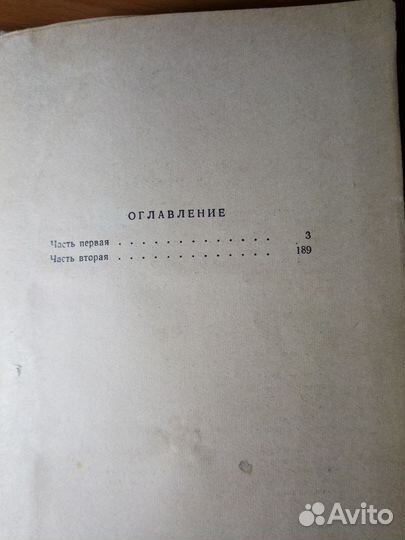 ОГЛАВЛЕНИЕ
Часть первая . . . . . . . . . . . . . 3
Часть вторая . . . . . . . . . . . . . 189
Avito